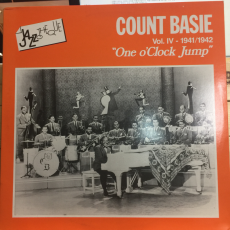 JAZZ
COUNT BASIE
Vol. IV - 1941/1942
"One o'Clock Jump"